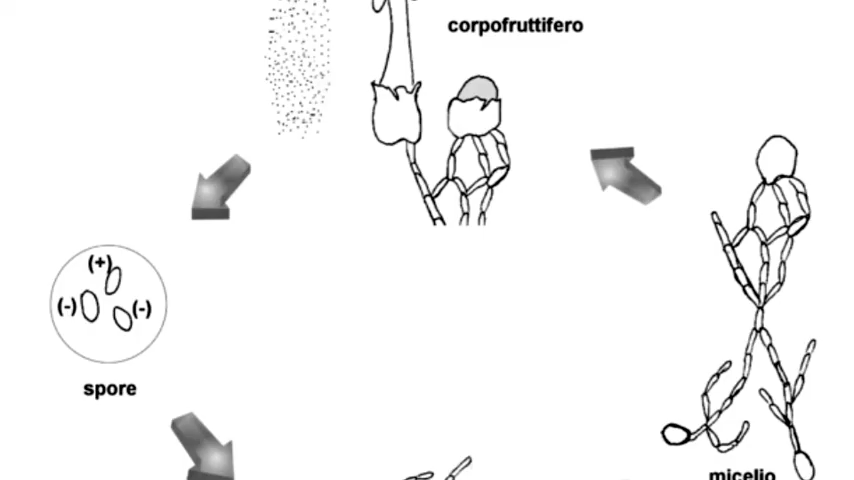 corpofruttifero
(+)
(-)
(-)
spore
micelio